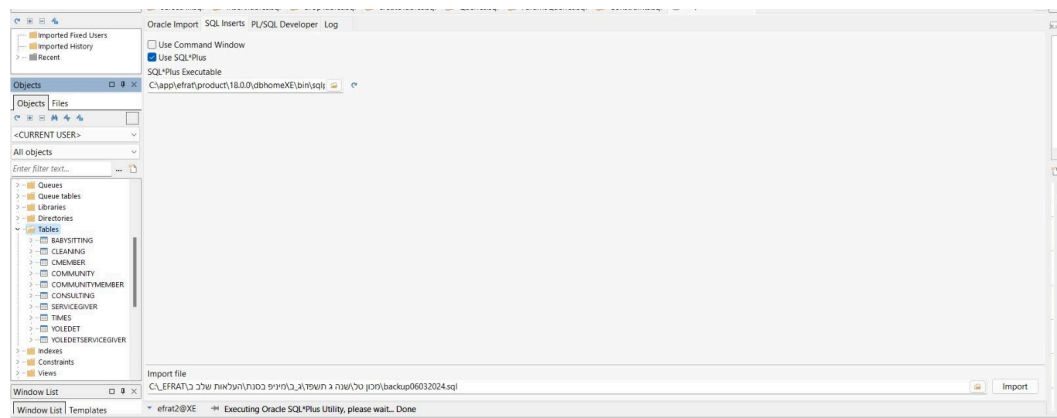 Imported Fixed Users
Imported History
Recent
Objects
Objects Files
<CURRENT USER>
All objects
Enter filter text...
Queues
Queue tables
Libraries
Directories
Tables
BABYSITTING
CLEANING
CMEMBER
COMMUNITY
COMMUNITYMEMBER
CONSULTING
SERVICEGIVER
TIMES
YOLEDET
YOLEDETSERVICEGIVER
Indexes
Constraints
Views
Window List
Window List Templates
Oracle Import SQL Inserts PL/SQL Developer Log
Use Command Window
Use SQL*Plus
SQL*Plus Executable
C:\app\efrat\product\18.0.0\dbhomeXE\bin\sqlp
Import file
C:\_EFRAT\מכון טל\שנה ג תשפד\ג_ב\מיניפ בסנת\העלאות שלב ב\backup06032024.sql
Import
efrat2@XE Executing Oracle SQL*Plus Utility, please wait... Done